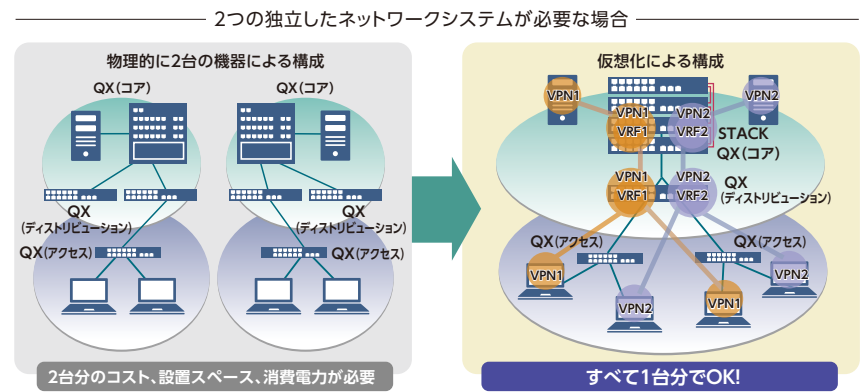 2つの独立したネットワークシステムが必要な場合
物理的に2台の機器による構成
QX(コア)
QX(コア)
QX
(ディストリビューション)
QX
(ディストリビューション)
QX(アクセス)
QX(アクセス)
2台分のコスト、設置スペース、消費電力が必要
仮想化による構成
VPN1
VPN2
VPN1
VRF1
VPN2
VRF2
STACK
QX(コア)
VPN1
VRF1
VPN2
VRF2
QX
(ディストリビューション)
QX(アクセス)
QX(アクセス)
VPN1
VPN2
VPN1
VPN2
すべて1台分でOK!